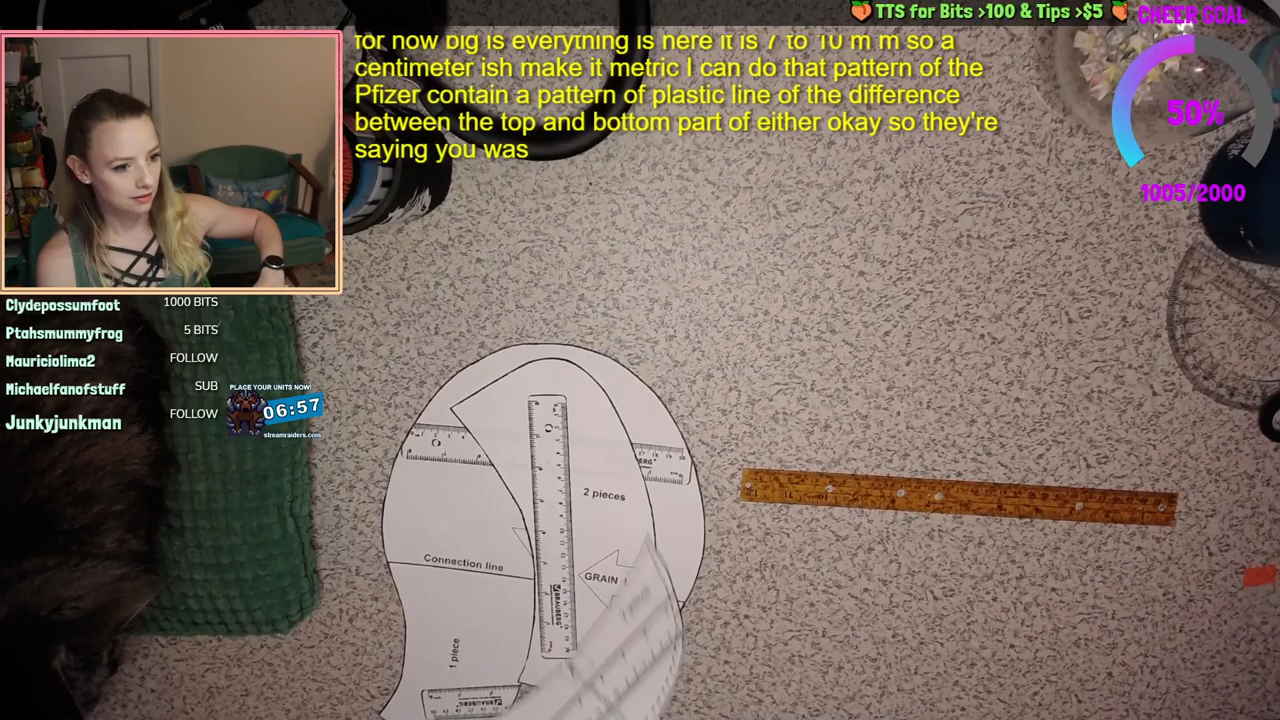 TTS for Bits >100 & Tips >$5
CHEER GOAL
for now big is everything is here it is 7 to 10 m m so a
centimeter ish make it metric I can do that pattern of the
Pfizer contain a pattern of plastic line of the difference
between the top and bottom part of either okay so they're
saying you was
50%
1005/2000
Clydepossumfoot 1000 BITS
Ptahsmummyfrog 5 BITS
Mauriciolima2 FOLLOW
Michaelfanofstuff SUB
Junkyjunkman FOLLOW
PLACE YOUR UNITS NOW!
06:57
streamraiders.com
2 pieces
Connection line
GRAIN
1 piece